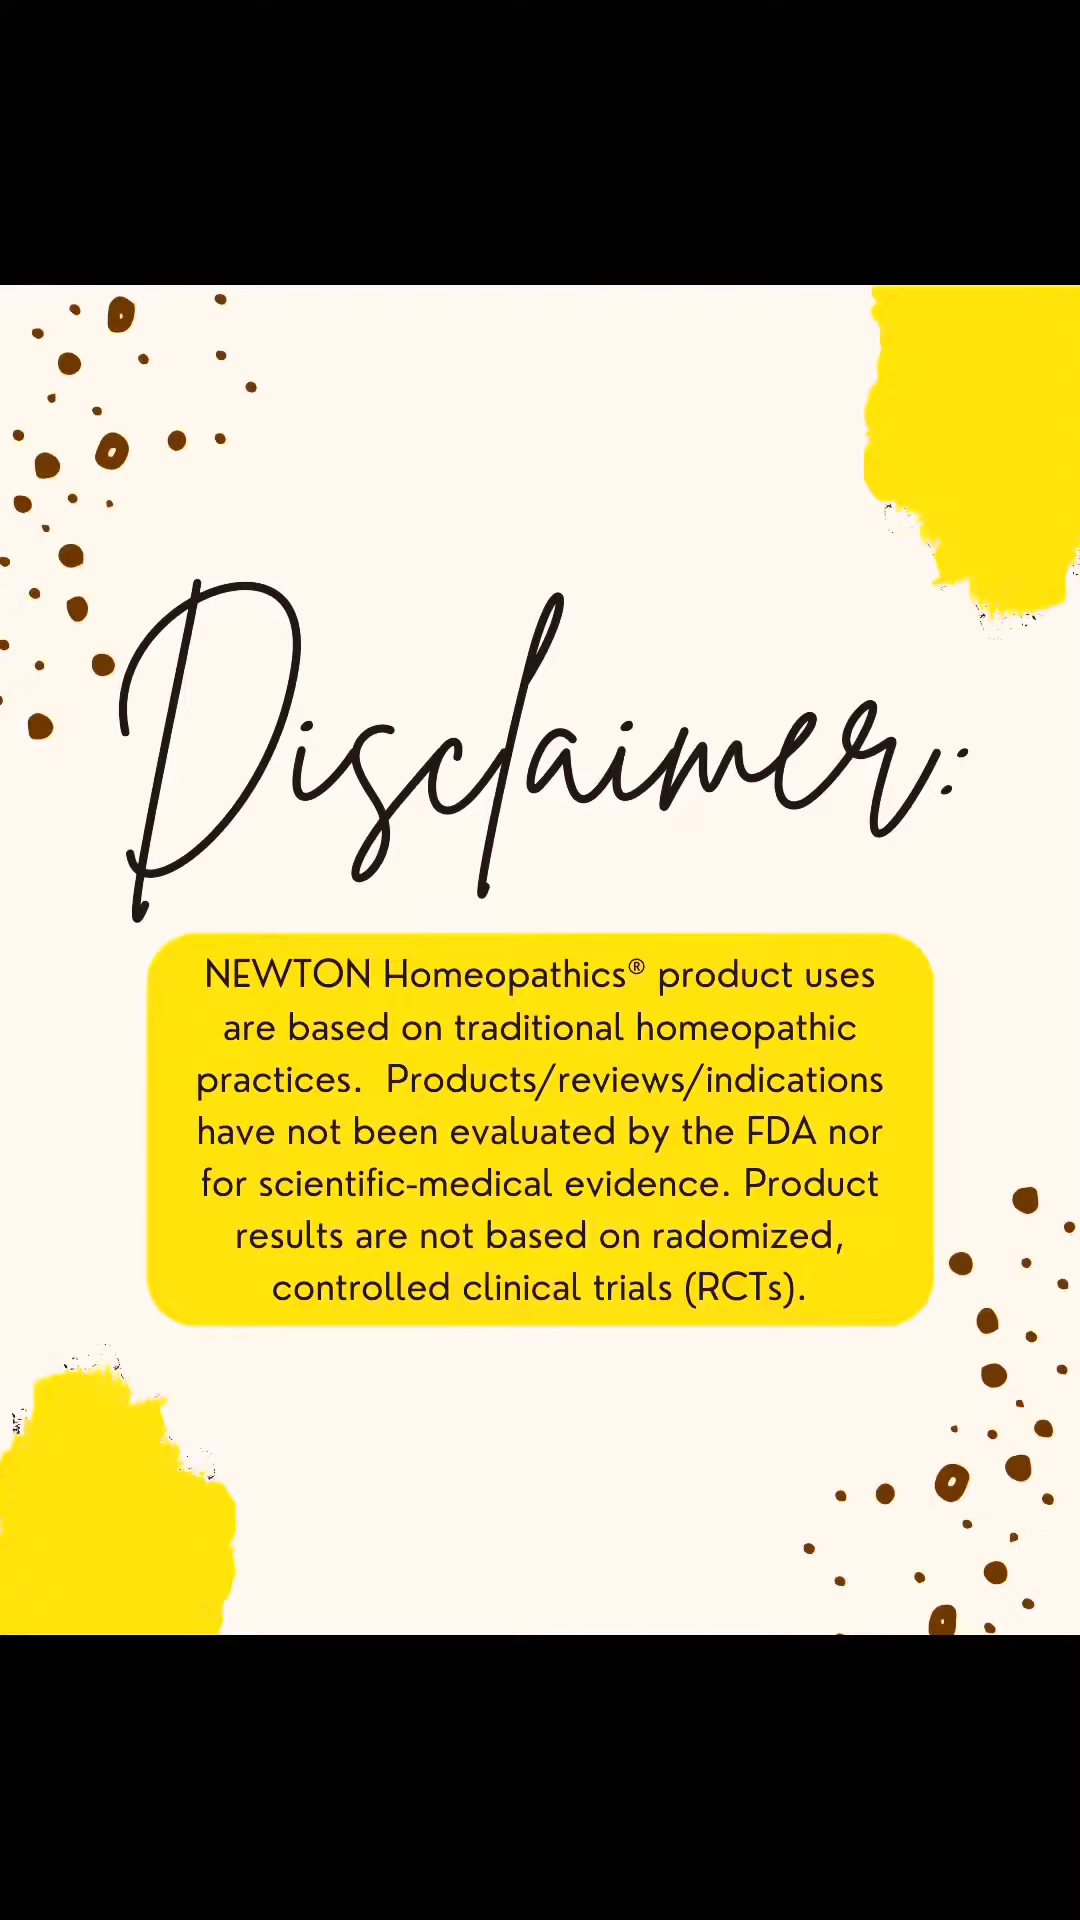 Disclaimer:
NEWTON Homeopathics® product uses
are based on traditional homeopathic
practices.  Products/reviews/indications
have not been evaluated by the FDA nor
for scientific-medical evidence. Product
results are not based on radomized,
controlled clinical trials (RCTs).